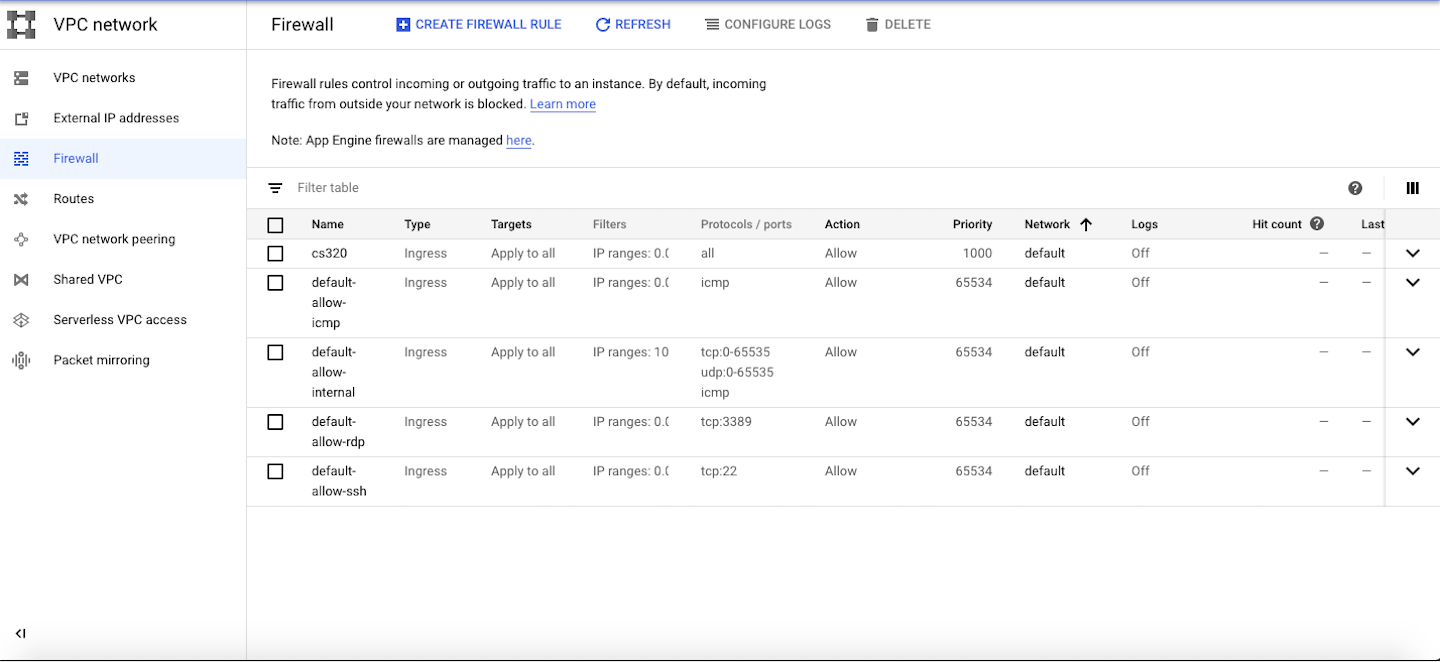 VPC network
Firewall
CREATE FIREWALL RULE
REFRESH
CONFIGURE LOGS
DELETE
VPC networks
External IP addresses
Firewall
Routes
VPC network peering
Shared VPC
Serverless VPC access
Packet mirroring
Firewall rules control incoming or outgoing traffic to an instance. By default, incoming
traffic from outside your network is blocked. Learn more
Note: App Engine firewalls are managed here.
Filter table
Name Type Targets Filters Protocols / ports Action Priority Network Logs Hit count Last
cs320 Ingress Apply to all IP ranges: 0.0 all Allow 1000 default Off — —
default- Ingress Apply to all IP ranges: 0.0 icmp Allow 65534 default Off — —
allow-
icmp
default- Ingress Apply to all IP ranges: 10 tcp:0-65535 Allow 65534 default Off — —
allow- udp:0-65535
internal icmp
default- Ingress Apply to all IP ranges: 0.0 tcp:3389 Allow 65534 default Off — —
allow-rdp
default- Ingress Apply to all IP ranges: 0.0 tcp:22 Allow 65534 default Off — —
allow-ssh